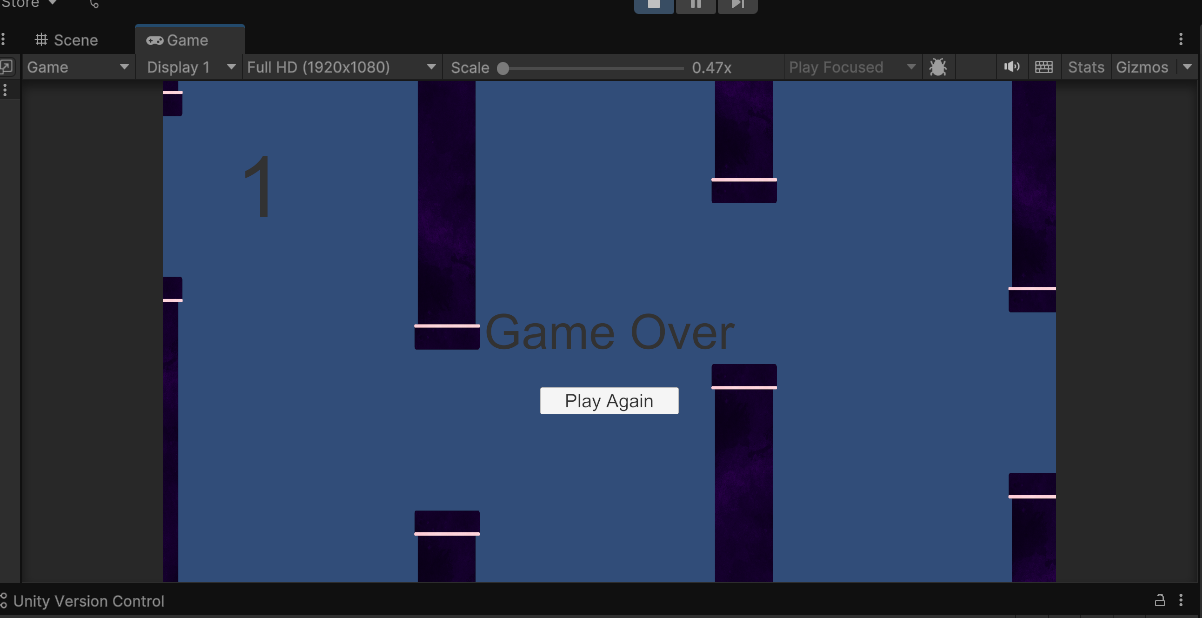 Store
Scene
Game
Game
Display 1
Full HD (1920x1080)
Scale
0.47x
Play Focused
Stats
Gizmos
1
Game Over
Play Again
Unity Version Control